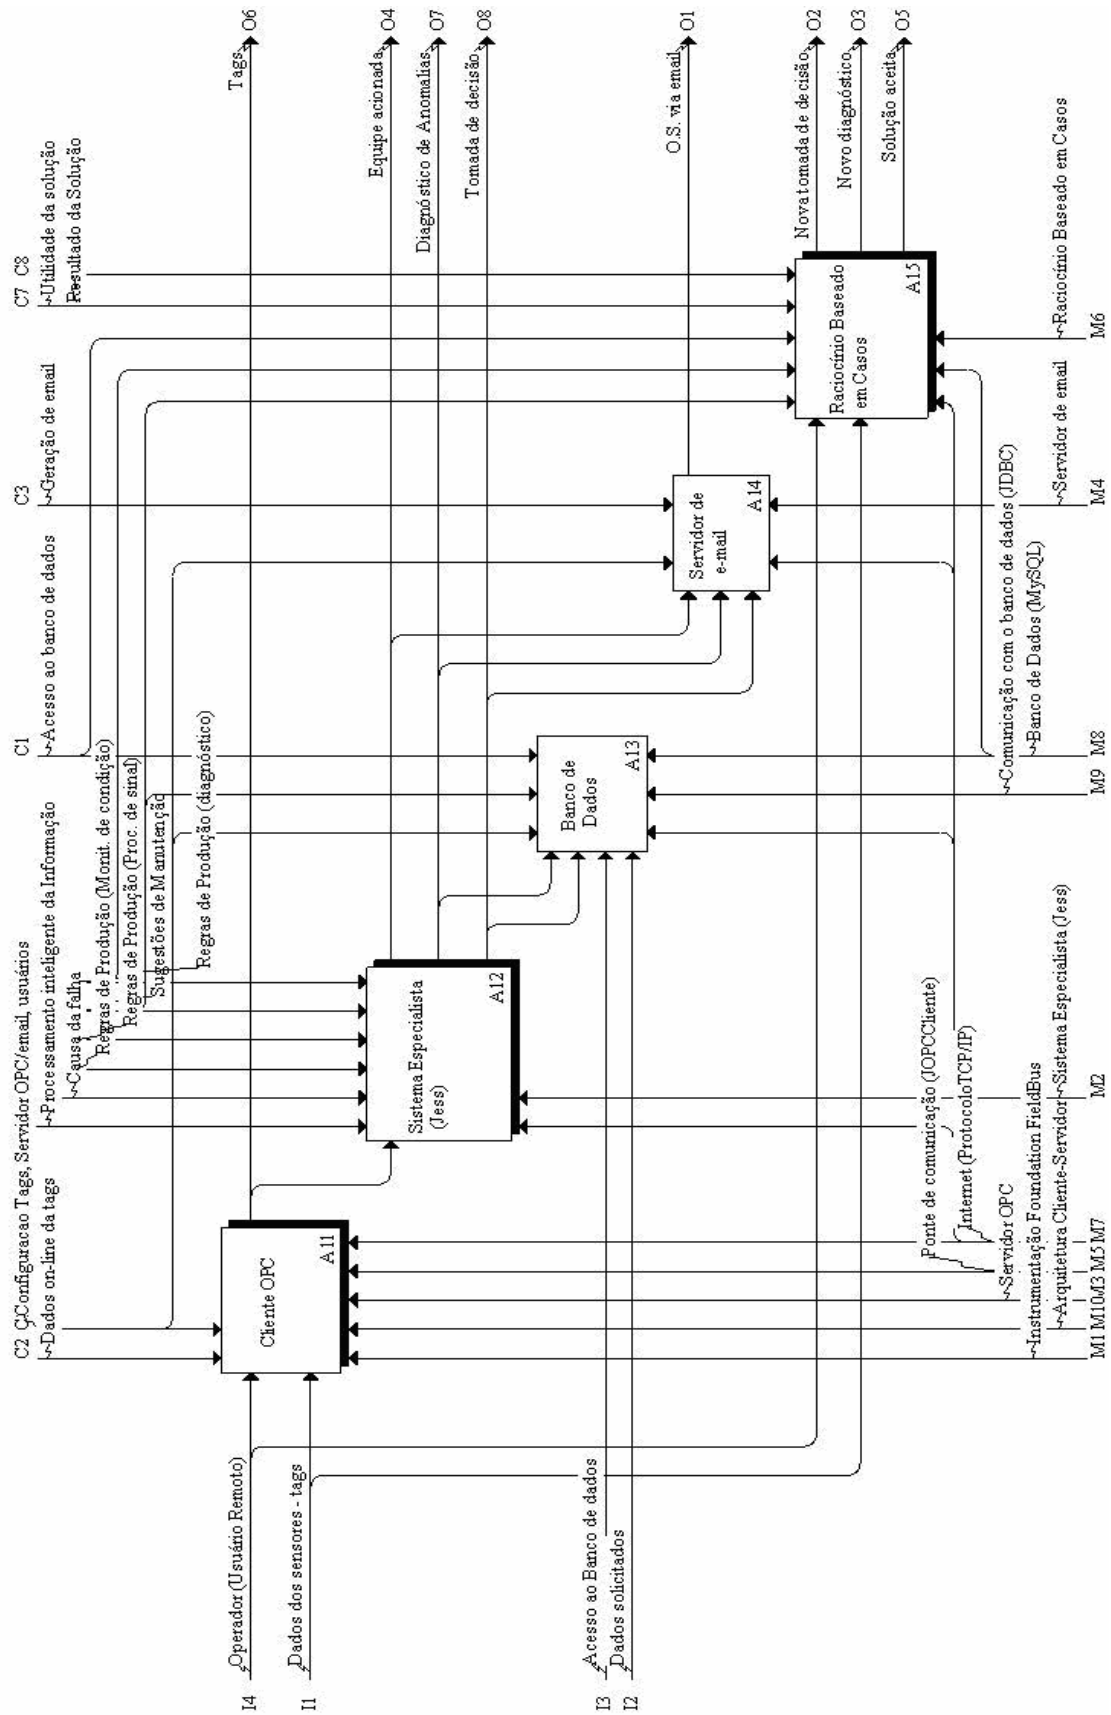 C2
Dados on-line da tags
Configuracao Tags, Servidor OPC/email, usuários
Processamento inteligente da Informação
Causa da falha
Regras de Produção (Monit. de condição)
Regras de Produção (Proc. de sinal)
Sugestões de Manutenção
Regras de Produção (diagnóstico)
C1
Acesso ao banco de dados
C3
Geração de email
C7 C8
Utilidade da solução
Resultado da Solução
I4
Operador (Usuário Remoto)
I1
Dados dos sensores - tags
I3
Acesso ao Banco de dados
I2
Dados solicitados
Cliente OPC
A11
Sistema Especialista
(Jess)
A12
Banco de
Dados
A13
Servidor de
e-mail
A14
Raciocínio Baseado
em Casos
A15
Tags
O6
Equipe acionada
O4
Diagnóstico de Anomalias
O7
Tomada de decisão
O8
O.S. via email
O1
Nova tomada de decisão
O2
Novo diagnóstico
O3
Solução aceita
O5
Ponte de comunicação (JOPCCliente)
Internet (ProtocoloTCP/IP)
Servidor OPC
Instrumentação Foundation FieldBus
Arquitetura Cliente-Servidor
Sistema Especialista (Jess)
Comunicação com o banco de dados (JDBC)
Banco de Dados (MySQL)
Servidor de email
Raciocínio Baseado em Casos
M1 M10 M3 M5 M7
M2
M9 M8
M4
M6